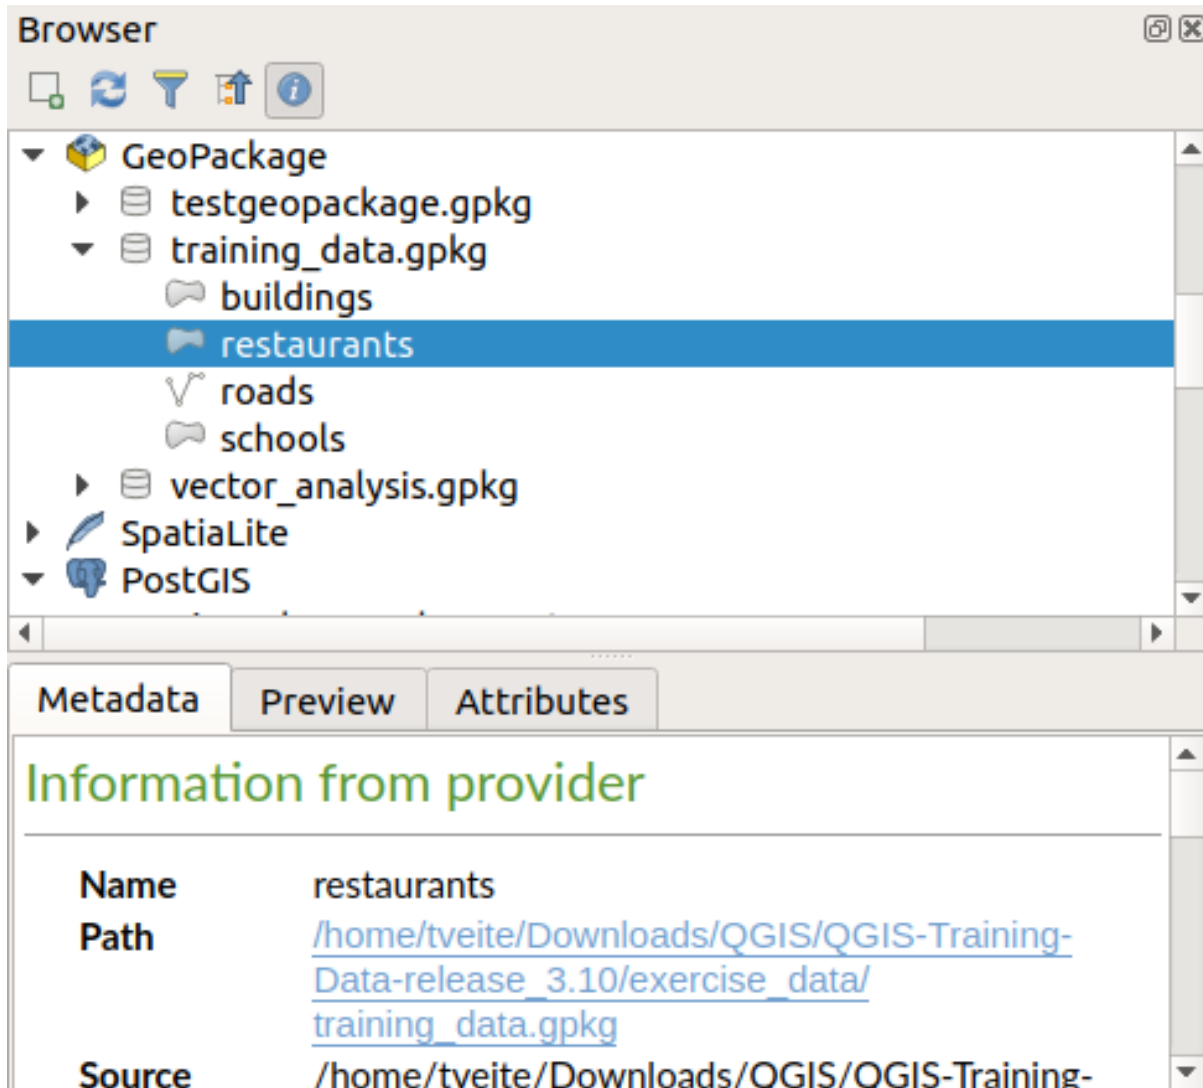 Browser
GeoPackage
testgeopackage.gpkg
training_data.gpkg
buildings
restaurants
roads
schools
vector_analysis.gpkg
SpatiaLite
PostGIS
Metadata Preview Attributes
Information from provider
Name restaurants
Path /home/tveite/Downloads/QGIS/QGIS-Training-
Data-release_3.10/exercise_data/
training_data.gpkg
Source /home/tveite/Downloads/QGIS/QGIS-Training-